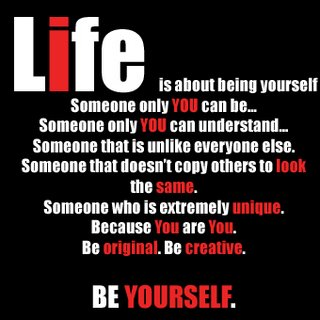 Life is about being yourself
Someone only YOU can be...
Someone only YOU can understand...
Someone that is unlike everyone else.
Someone that doesn't copy others to look
the same.
Someone who is extremely unique.
Because You are You.
Be original. Be creative.
BE YOURSELF.